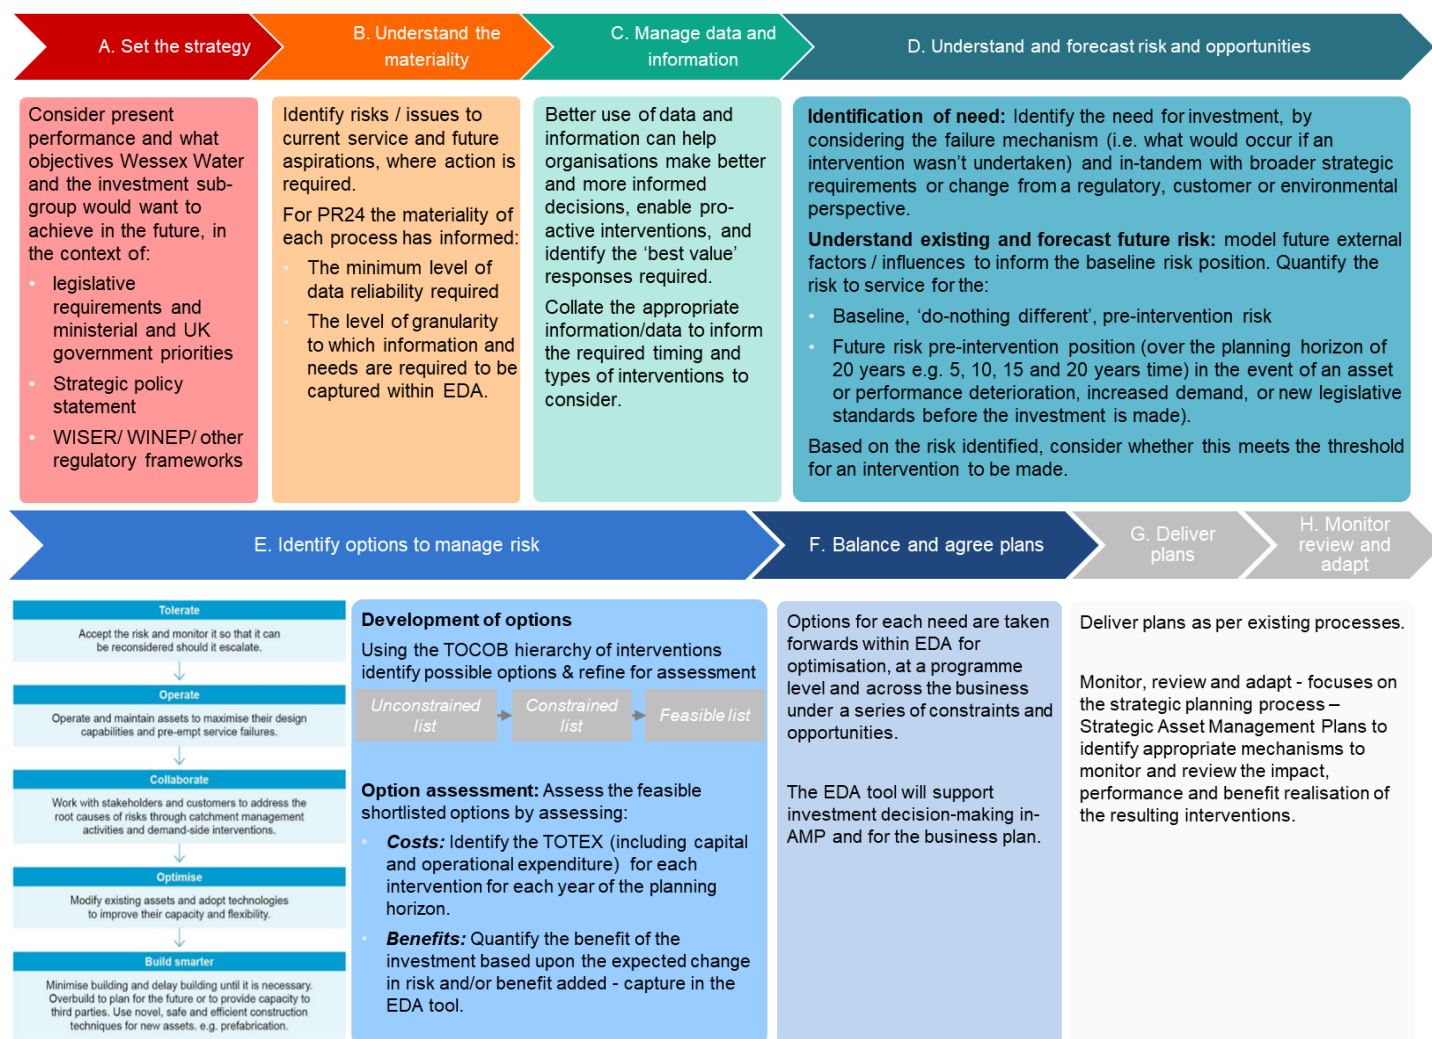 A. Set the strategy
B. Understand the
materiality
C. Manage data and
information
D. Understand and forecast risk and opportunities
Consider present
performance and what
objectives Wessex Water
and the investment sub-
group would want to
achieve in the future, in
the context of:
• legislative
requirements and
ministerial and UK
government priorities
• Strategic policy
statement
• WISER/ WINEP/ other
regulatory frameworks
Identify risks / issues to
current service and future
aspirations, where action is
required.
For PR24 the materiality of
each process has informed:
• The minimum level of
data reliability required
• The level of granularity
to which information and
needs are required to be
captured within EDA.
Better use of data and
information can help
organisations make better
and more informed
decisions, enable pro-
active interventions, and
identify the ‘best value’
responses required.
Collate the appropriate
information/data to inform
the required timing and
types of interventions to
consider.
Identification of need: Identify the need for investment, by
considering the failure mechanism (i.e. what would occur if an
intervention wasn’t undertaken) and in-tandem with broader strategic
requirements or change from a regulatory, customer or environmental
perspective.
Understand existing and forecast future risk: model future external
factors / influences to inform the baseline risk position. Quantify the
risk to service for the:
• Baseline, ‘do-nothing different’, pre-intervention risk
• Future risk pre-intervention position (over the planning horizon of
20 years e.g. 5, 10, 15 and 20 years time) in the event of an asset
or performance deterioration, increased demand, or new legislative
standards before the investment is made).
Based on the risk identified, consider whether this meets the threshold
for an intervention to be made.
E. Identify options to manage risk
F. Balance and agree plans
G. Deliver
plans
H. Monitor
review and
adapt
Tolerate
Accept the risk and monitor it so that it can
be reconsidered should it escalate.
Operate
Operate and maintain assets to maximise their design
capabilities and pre-empt service failures.
Collaborate
Work with stakeholders and customers to address the
root causes of risks through catchment management
activities and demand-side interventions.
Optimise
Modify existing assets and adopt technologies
to improve their capacity and flexibility.
Build smarter
Minimise building and delay building until it is necessary.
Overbuild to plan for the future or to provide capacity to
third parties. Use novel, safe and efficient construction
techniques for new assets. e.g. prefabrication.
Development of options
Using the TOCOB hierarchy of interventions
identify possible options & refine for assessment
Unconstrained
list
Constrained
list
Feasible list
Option assessment: Assess the feasible
shortlisted options by assessing:
• Costs: Identify the TOTEX (including capital
and operational expenditure) for each
intervention for each year of the planning
horizon.
• Benefits: Quantify the benefit of the
investment based upon the expected change
in risk and/or benefit added - capture in the
EDA tool.
Options for each need are taken
forwards within EDA for
optimisation, at a programme
level and across the business
under a series of constraints and
opportunities.
The EDA tool will support
investment decision-making in-
AMP and for the business plan.
Deliver plans as per existing processes.
Monitor, review and adapt - focuses on
the strategic planning process –
Strategic Asset Management Plans to
identify appropriate mechanisms to
monitor and review the impact,
performance and benefit realisation of
the resulting interventions.